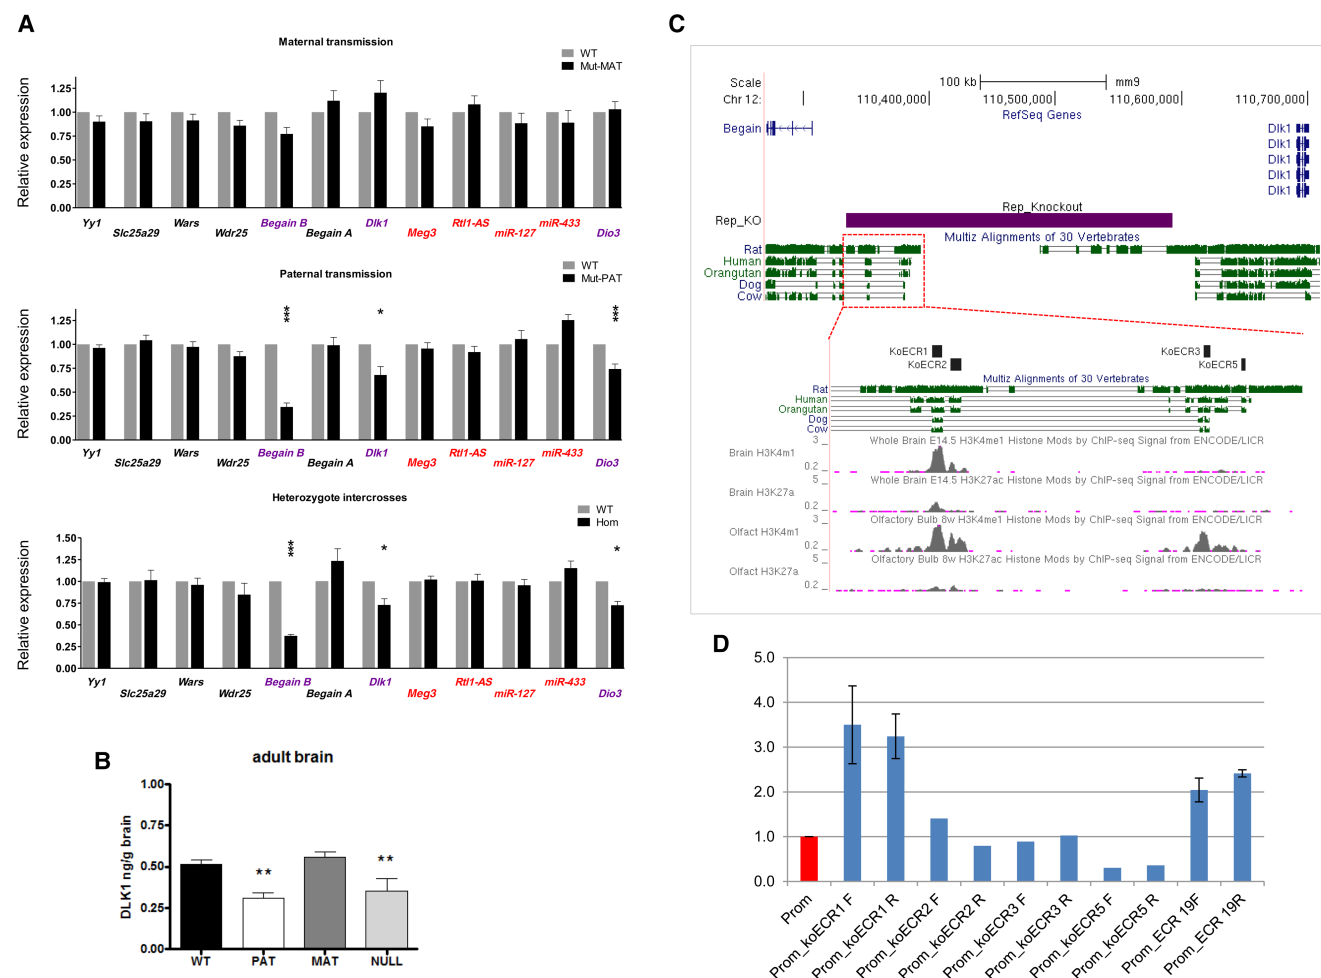 A
Maternal transmission
WT
Mut-MAT
Relative expression
1.25
1.00
0.75
0.50
0.25
0.00
Yy1
Slc25a29
Wars
Wdr25
Begain B
Begain A
Dlk1
Meg3
Rtl1-AS
miR-127
miR-433
Dio3
Paternal transmission
WT
Mut-PAT
Relative expression
1.25
1.00
0.75
0.50
0.25
0.00
***
*
***
Yy1
Slc25a29
Wars
Wdr25
Begain B
Begain A
Dlk1
Meg3
Rtl1-AS
miR-127
miR-433
Dio3
Heterozygote intercrosses
WT
Hom
Relative expression
1.50
1.25
1.00
0.75
0.50
0.25
0.00
***
*
*
Yy1
Slc25a29
Wars
Wdr25
Begain B
Begain A
Dlk1
Meg3
Rtl1-AS
miR-127
miR-433
Dio3
B
adult brain
DLK1 ng/g brain
1.00
0.75
0.50
0.25
0.00
**
**
WT
PAT
MAT
NULL
C
Scale
100 kb
mm9
Chr 12:
110,400,000
110,500,000
110,600,000
110,700,000
RefSeq Genes
Begain
Dlk1
Dlk1
Dlk1
Dlk1
Dlk1
Rep_Knockout
Rep_KO
Multiz Alignments of 30 Vertebrates
Rat
Human
Orangutan
Dog
Cow
KoECR1
KoECR2
KoECR3
KoECR5
Multiz Alignments of 30 Vertebrates
Rat
Human
Orangutan
Dog
Cow
Whole Brain E14.5 H3K4me1 Histone Mods by ChIP-seq Signal from ENCODE/LICR
3
Brain H3K4m1
0.2
Whole Brain E14.5 H3K27ac Histone Mods by ChIP-seq Signal from ENCODE/LICR
5
Brain H3K27a
0.2
Olfactory Bulb 8w H3K4me1 Histone Mods by ChIP-seq Signal from ENCODE/LICR
3
Olfact H3K4m1
0.2
Olfactory Bulb 8w H3K27ac Histone Mods by ChIP-seq Signal from ENCODE/LICR
5
Olfact H3K27a
0.2
D
5.0
4.0
3.0
2.0
1.0
0.0
Prom
Prom_koECR1 F
Prom_koECR1 R
Prom_koECR2 F
Prom_koECR2 R
Prom_koECR3 F
Prom_koECR3 R
Prom_koECR5 F
Prom_koECR5 R
Prom_ECR 19F
Prom_ECR 19R